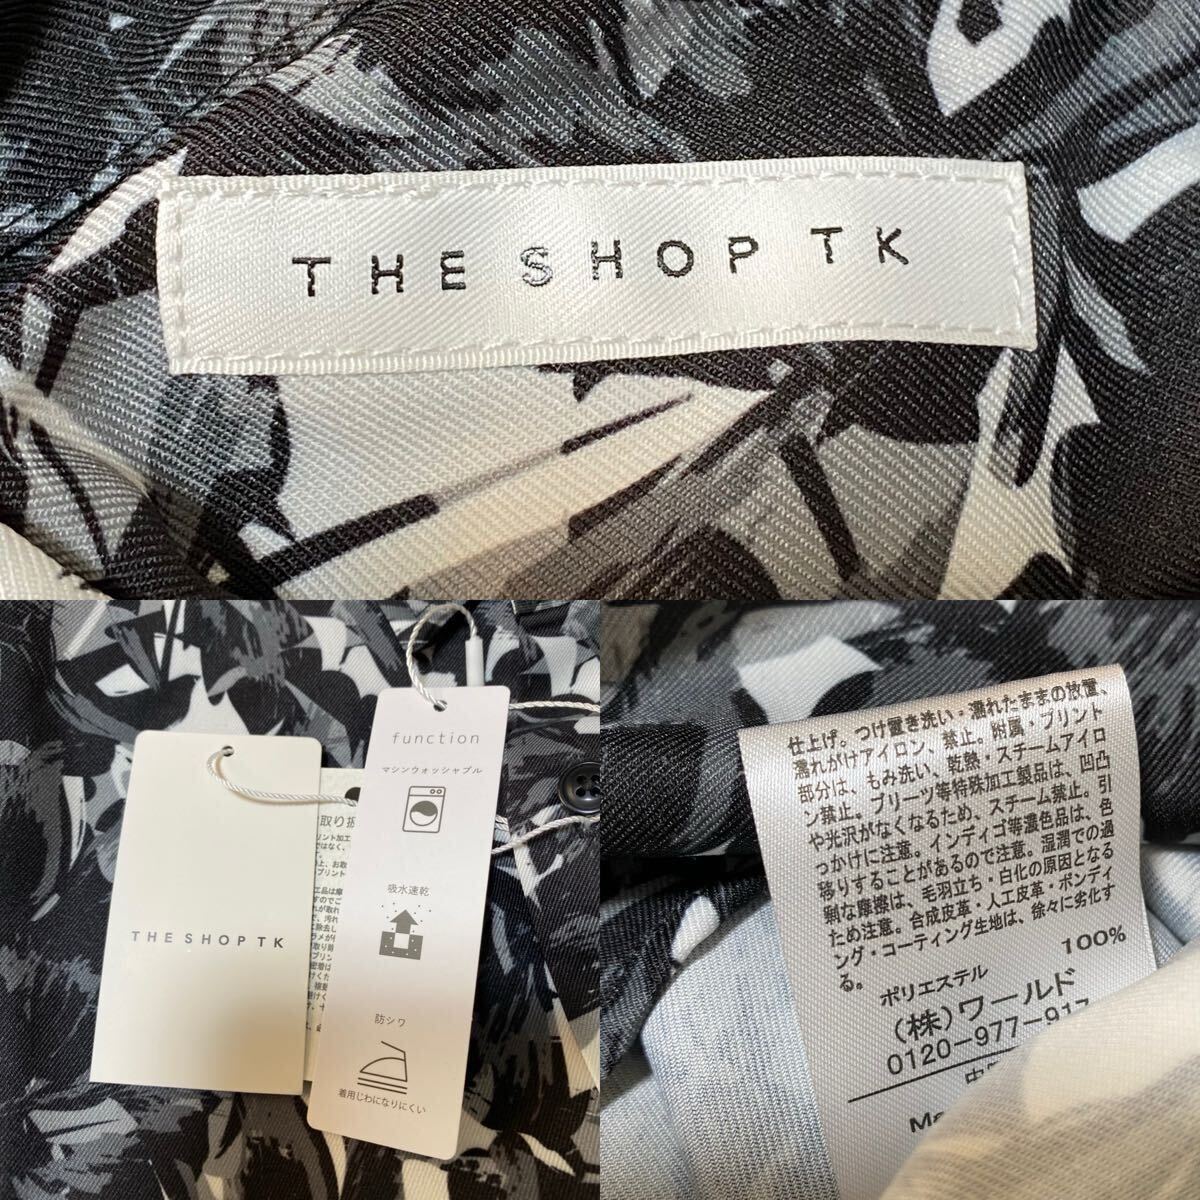 THE SHOP TK
THE SHOP TK
function
マシンウォッシャブル
吸水速乾
防シワ
着用じわになりにくい
仕上げ。つけ置き洗い・濡れたままの放置、
濡れがけアイロン、禁止。附属・プリント
部分は、もみ洗い、乾熱・スチームアイロ
ン禁止。プリーツ等特殊加工製品は、凹凸
や光沢がなくなるため、スチーム禁止。引
っかけに注意。インディゴ等濃色品は、色
移りすることがあるので注意。湿潤での過
剰な摩擦は、毛羽立ち・白化の原因となる
ため注意。合成皮革・人工皮革・ボンディ
ング・コーティング生地は、徐々に劣化す
る。
ポリエステル 100%
(株)ワールド
0120-977-917